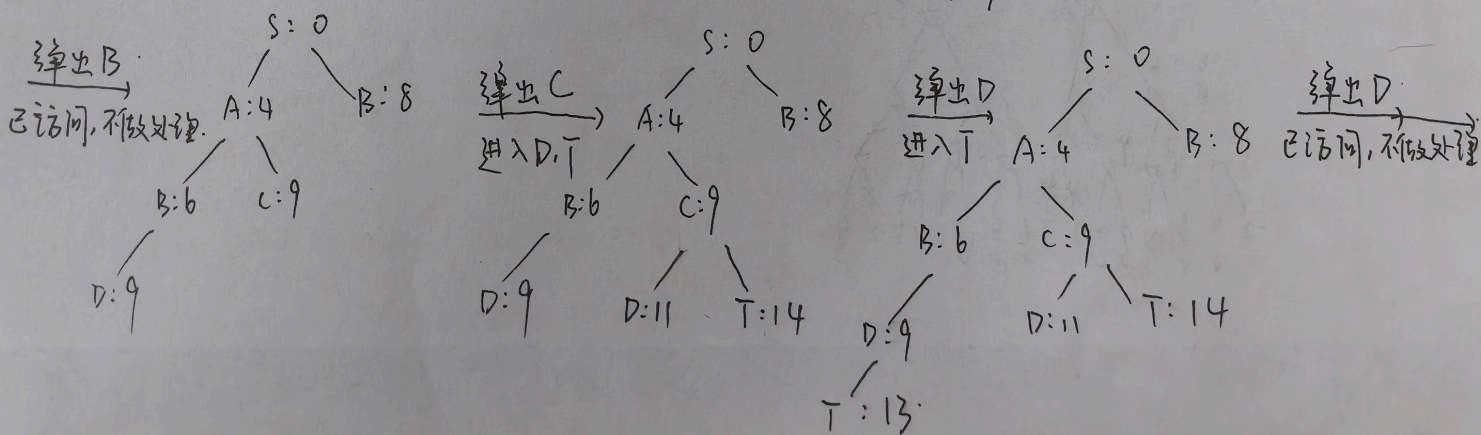 弹出B
已访问,不做处理.
S: 0
A:4
B:8
B:6
C:9
D:9
弹出C
进入D,T
S: 0
A:4
B:8
B:6
C:9
D:9
D:11
T:14
弹出D
进入T
S: 0
A:4
B: 8
B: 6
C:9
D:9
D:11
T: 14
T:13
弹出D
已访问,不做处理